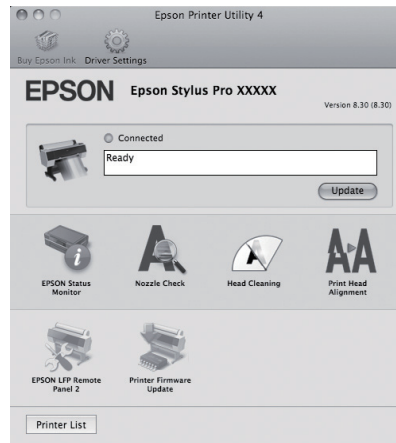 Epson Printer Utility 4
Buy Epson Ink
Driver Settings
EPSON
Epson Stylus Pro XXXXX
Version 8.30 (8.30)
Connected
Ready
Update
EPSON Status
Monitor
Nozzle Check
Head Cleaning
Print Head
Alignment
EPSON LFP Remote
Panel 2
Printer Firmware
Update
Printer List